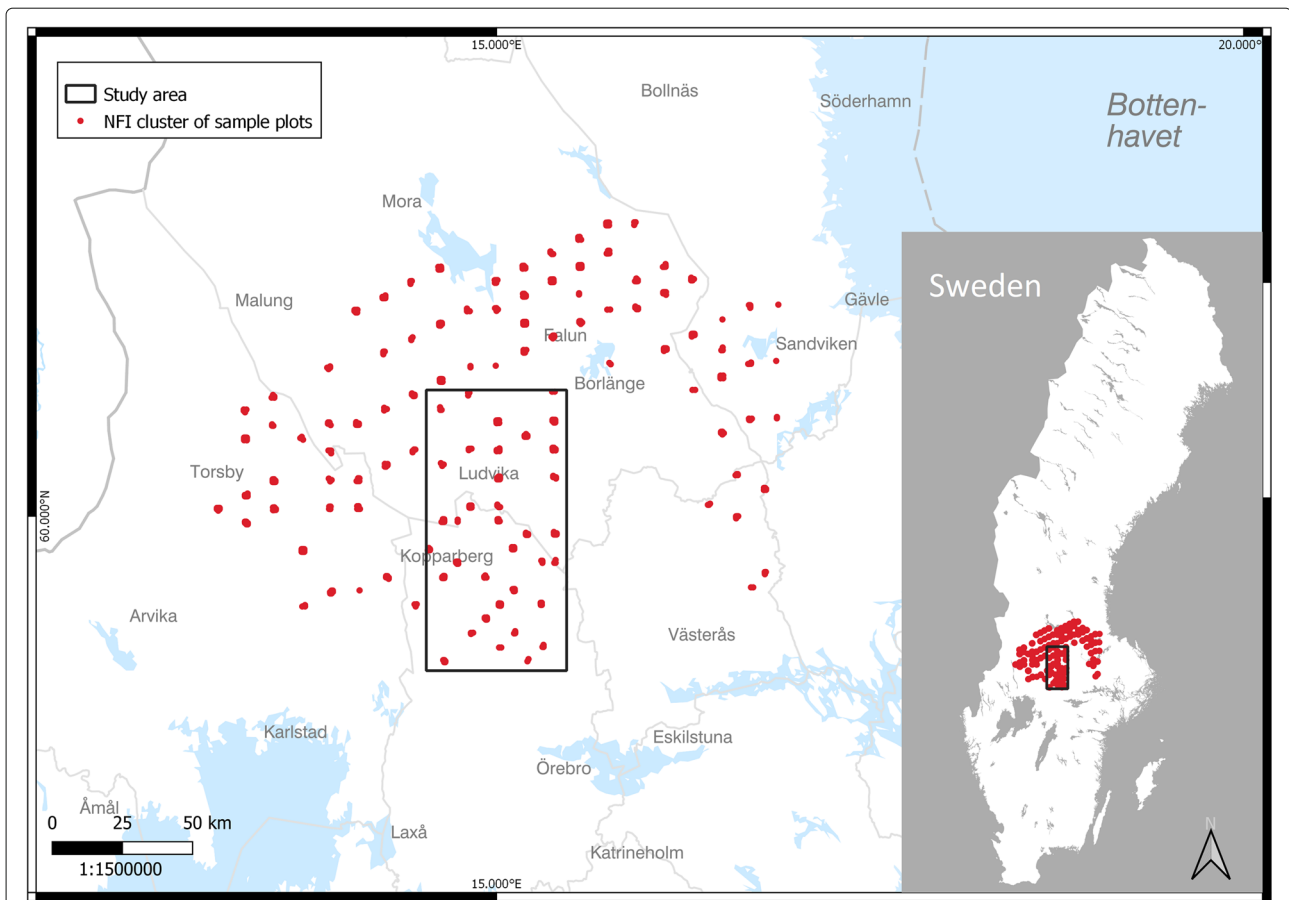 15.000°E
20.000°
Study area
NFI cluster of sample plots
Bollnäs
Söderhamn
Botten-
havet
Mora
Sweden
Malung
Gävle
Falun
Sandviken
Borlänge
Torsby
Ludvika
60.000°N
Kopparberg
Arvika
Västerås
Karlstad
Eskilstuna
Örebro
Åmål
0 25 50 km
Laxå
N
Katrineholm
1:1500000
15.000°E